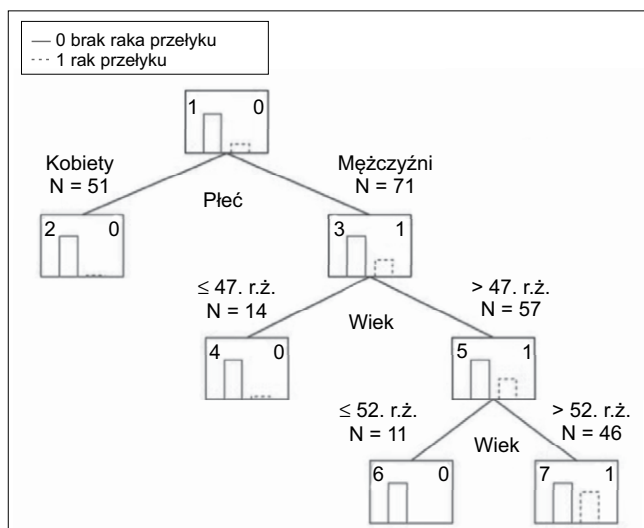 0 brak raka przełyku
1 rak przełyku
1 0
Kobiety
N = 51
Mężczyźni
N = 71
Płeć
2 0
3 1
≤ 47. r.ż.
N = 14
> 47. r.ż.
N = 57
Wiek
4 0
5 1
≤ 52. r.ż.
N = 11
> 52. r.ż.
N = 46
Wiek
6 0
7 1